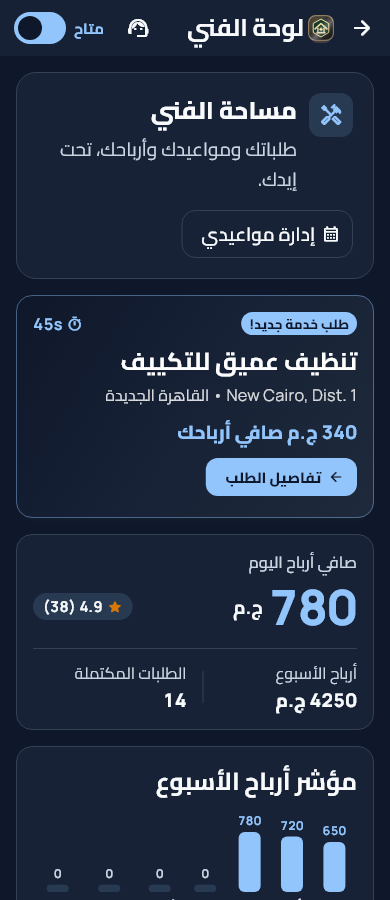 لوحة الفني
متاح
مساحة الفني
طلباتك ومواعيدك وأرباحك، تحت
إيدك.
إدارة مواعيدي
طلب خدمة جديد!
45s
تنظيف عميق للتكييف
القاهرة الجديدة • New Cairo, Dist. 1
340 ج.م صافي أرباحك
تفاصيل الطلب
صافي أرباح اليوم
780 ج.م
4.9 (38)
أرباح الأسبوع
4250 ج.م
الطلبات المكتملة
14
مؤشر أرباح الأسبوع
650
720
780
0
0
0
0